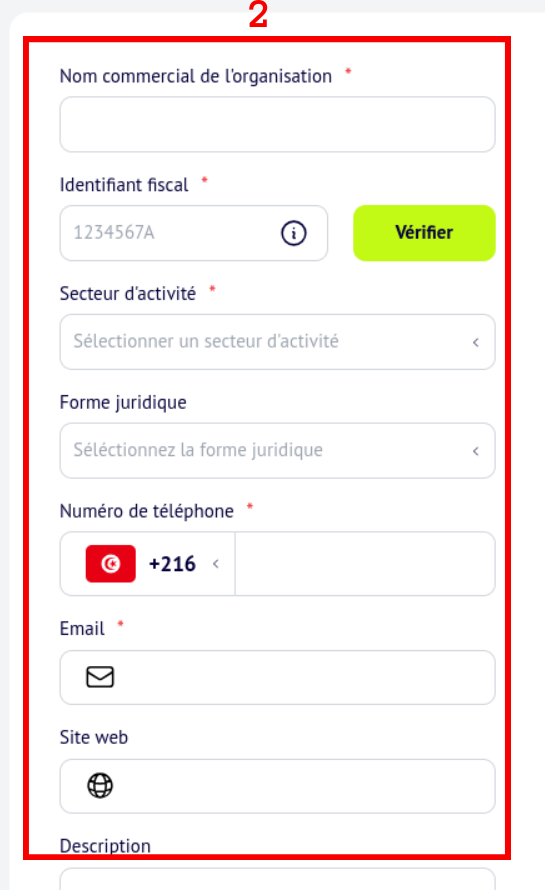 2
Nom commercial de l'organisation *
Identifiant fiscal *
1234567A
Vérifier
Secteur d'activité *
Sélectionner un secteur d'activité
Forme juridique
Séléctionnez la forme juridique
Numéro de téléphone *
+216
Email *
Site web
Description